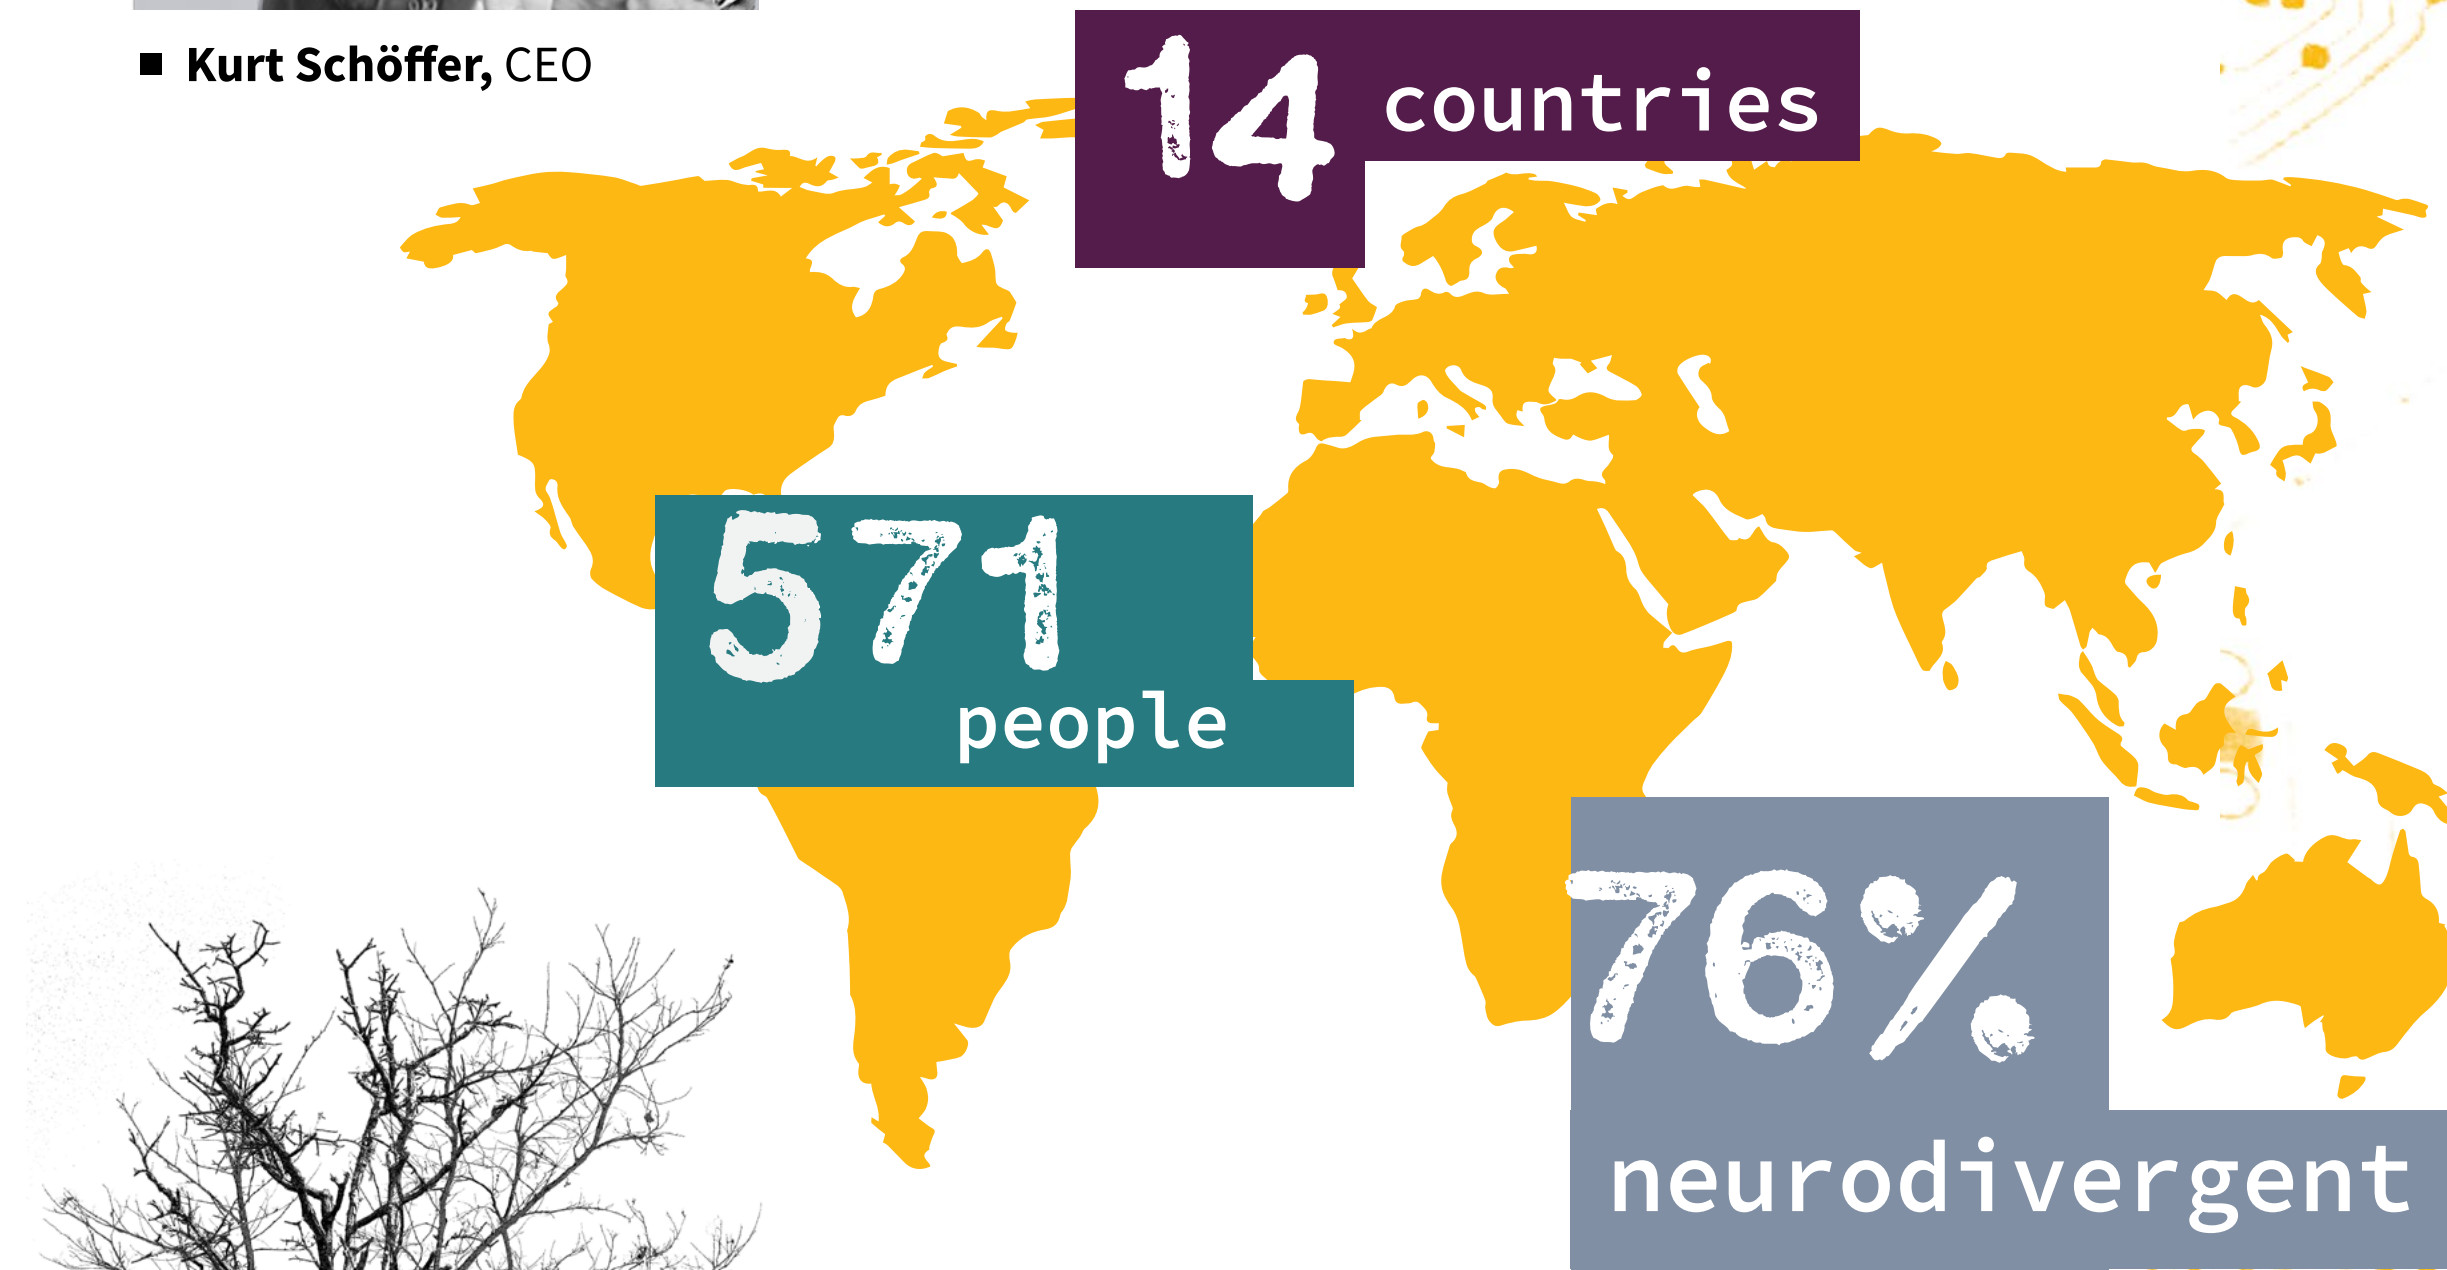 ■ Kurt Schöffer, CEO
14 countries
571
people
76%
neurodivergent